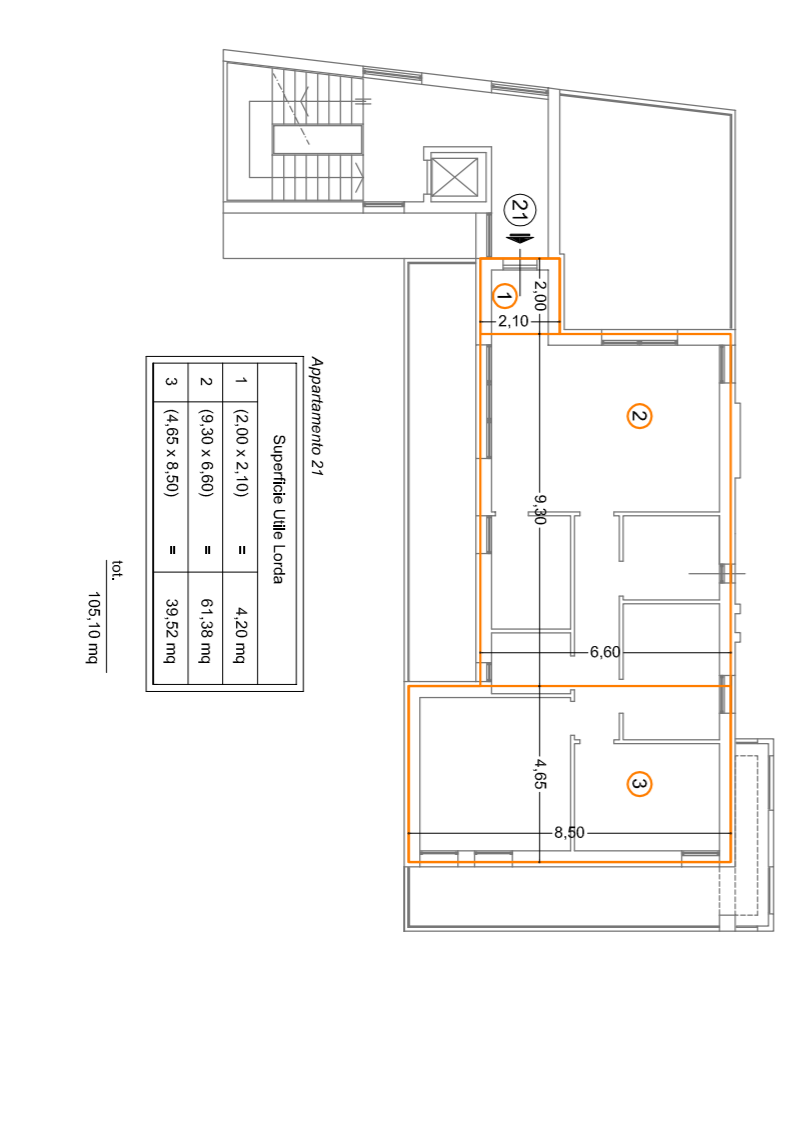 21
1
2,00
2,10
2
9,30
6,60
3
4,65
8,50
Appartamento 21
Superficie Utile Lorda
1 (2,00 x 2,10) = 4,20 mq
2 (9,30 x 6,60) = 61,38 mq
3 (4,65 x 8,50) = 39,52 mq
tot.
105,10 mq